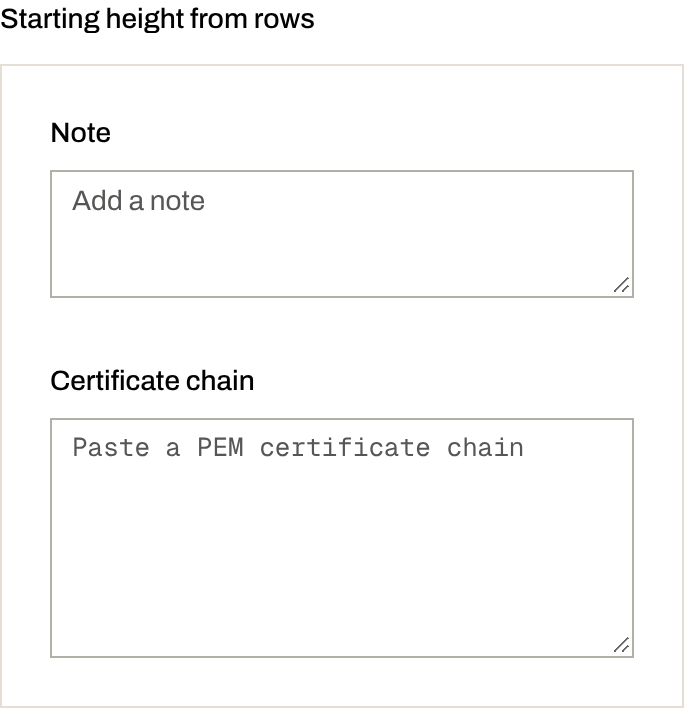 Starting height from rows
Note
Add a note
Certificate chain
Paste a PEM certificate chain